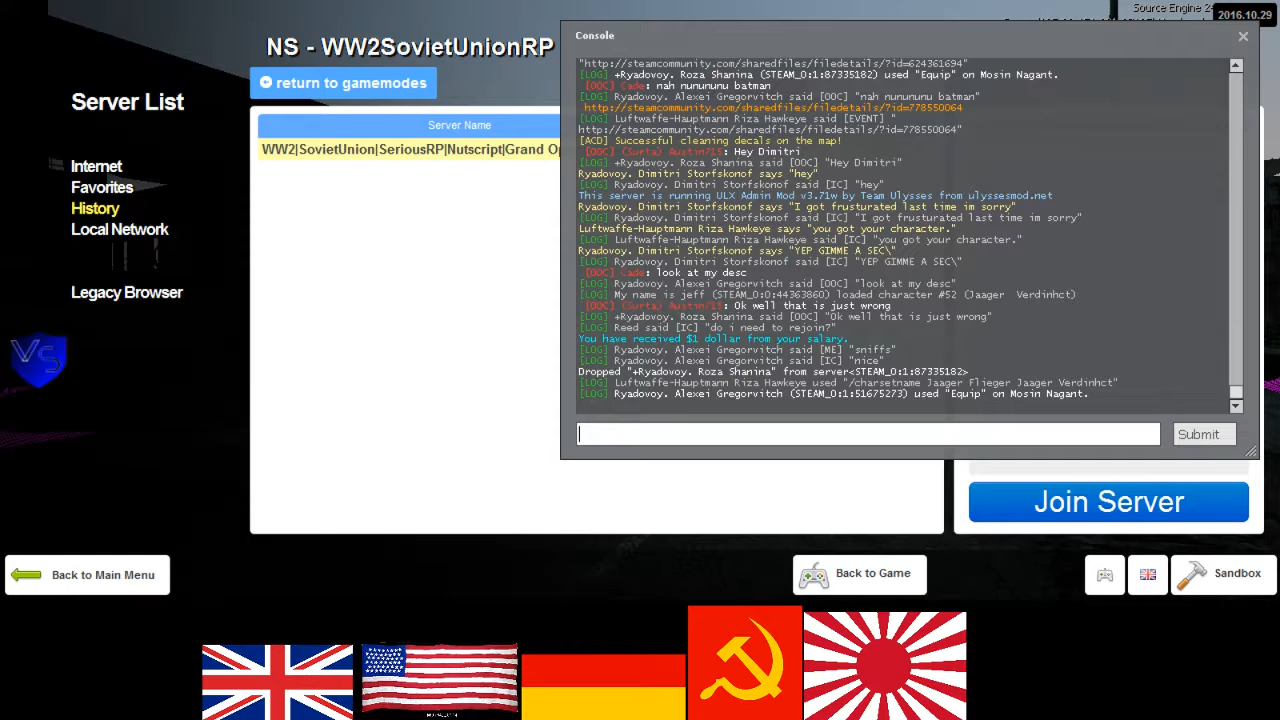 Source Engine 24
2016.10.29
NS - WW2SovietUnionRP
return to gamemodes
Server List
Internet
Favorites
History
Local Network
Legacy Browser
Server Name
WW2|SovietUnion|SeriousRP|Nutscript|Grand Op
Console
"http://steamcommunity.com/sharedfiles/filedetails/?id=624361694"
[LOG] +Ryadovoy. Roza Shanina (STEAM_0:1:87335182) used "Equip" on Mosin Nagant.
[OOC] Cade: nah nunununu batman
[LOG] Ryadovoy. Alexei Gregorvitch said [OOC] "nah nunununu batman"
http://steamcommunity.com/sharedfiles/filedetails/?id=778550064
[LOG] Luftwaffe-Hauptmann Riza Hawkeye said [EVENT] "
http://steamcommunity.com/sharedfiles/filedetails/?id=778550064"
[ACD] Successful cleaning decals on the map!
[OOC] (Surta) Austin715: Hey Dimitri
[LOG] +Ryadovoy. Roza Shanina said [OOC] "Hey Dimitri"
Ryadovoy. Dimitri Storfskonof says "hey"
[LOG] Ryadovoy. Dimitri Storfskonof said [IC] "hey"
This server is running ULX Admin Mod v3.71w by Team Ulysses from ulyssesmod.net
Ryadovoy. Dimitri Storfskonof says "I got frusturated last time im sorry"
[LOG] Ryadovoy. Dimitri Storfskonof said [IC] "I got frusturated last time im sorry"
Luftwaffe-Hauptmann Riza Hawkeye says "you got your character."
[LOG] Luftwaffe-Hauptmann Riza Hawkeye said [IC] "you got your character."
Ryadovoy. Dimitri Storfskonof says "YEP GIMME A SEC\"
[LOG] Ryadovoy. Dimitri Storfskonof said [IC] "YEP GIMME A SEC\"
[OOC] Cade: look at my desc
[LOG] Ryadovoy. Alexei Gregorvitch said [OOC] "look at my desc"
[LOG] My name is jeff (STEAM_0:0:44363860) loaded character #52 (Jaager  Verdinhct)
[OOC] (Surta) Austin715: Ok well that is just wrong
[LOG] +Ryadovoy. Roza Shanina said [OOC] "Ok well that is just wrong"
[LOG] Reed said [IC] "do i need to rejoin?"
You have received $1 dollar from your salary.
[LOG] Ryadovoy. Alexei Gregorvitch said [ME] "sniffs"
[LOG] Ryadovoy. Alexei Gregorvitch said [IC] "nice"
Dropped "+Ryadovoy. Roza Shanina" from server<STEAM_0:1:87335182>
[LOG] Luftwaffe-Hauptmann Riza Hawkeye used "/charsetname Jaager Flieger Jaager Verdinhct"
[LOG] Ryadovoy. Alexei Gregorvitch (STEAM_0:1:51675273) used "Equip" on Mosin Nagant.
Submit
VS
Join Server
Back to Main Menu
Back to Game
Sandbox